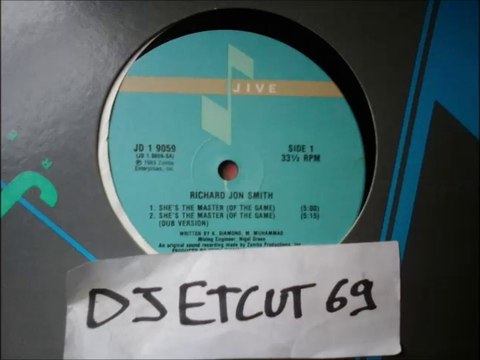 JIVE
JD 1 9059
(JD 1 9059-SA)
℗ 1983 Zomba
Enterprises, Inc.
SIDE 1
33⅓ RPM
RICHARD JON SMITH
1. SHE'S THE MASTER (OF THE GAME) (5:00)
2. SHE'S THE MASTER (OF THE GAME) (5:15)
(DUB VERSION)
WRITTEN BY K. DIAMOND, M. MUHAMMAD
Mixing Engineer: Nigel Green
An original sound recording made by Zomba Productions, Inc.
DJ ETCUT 69